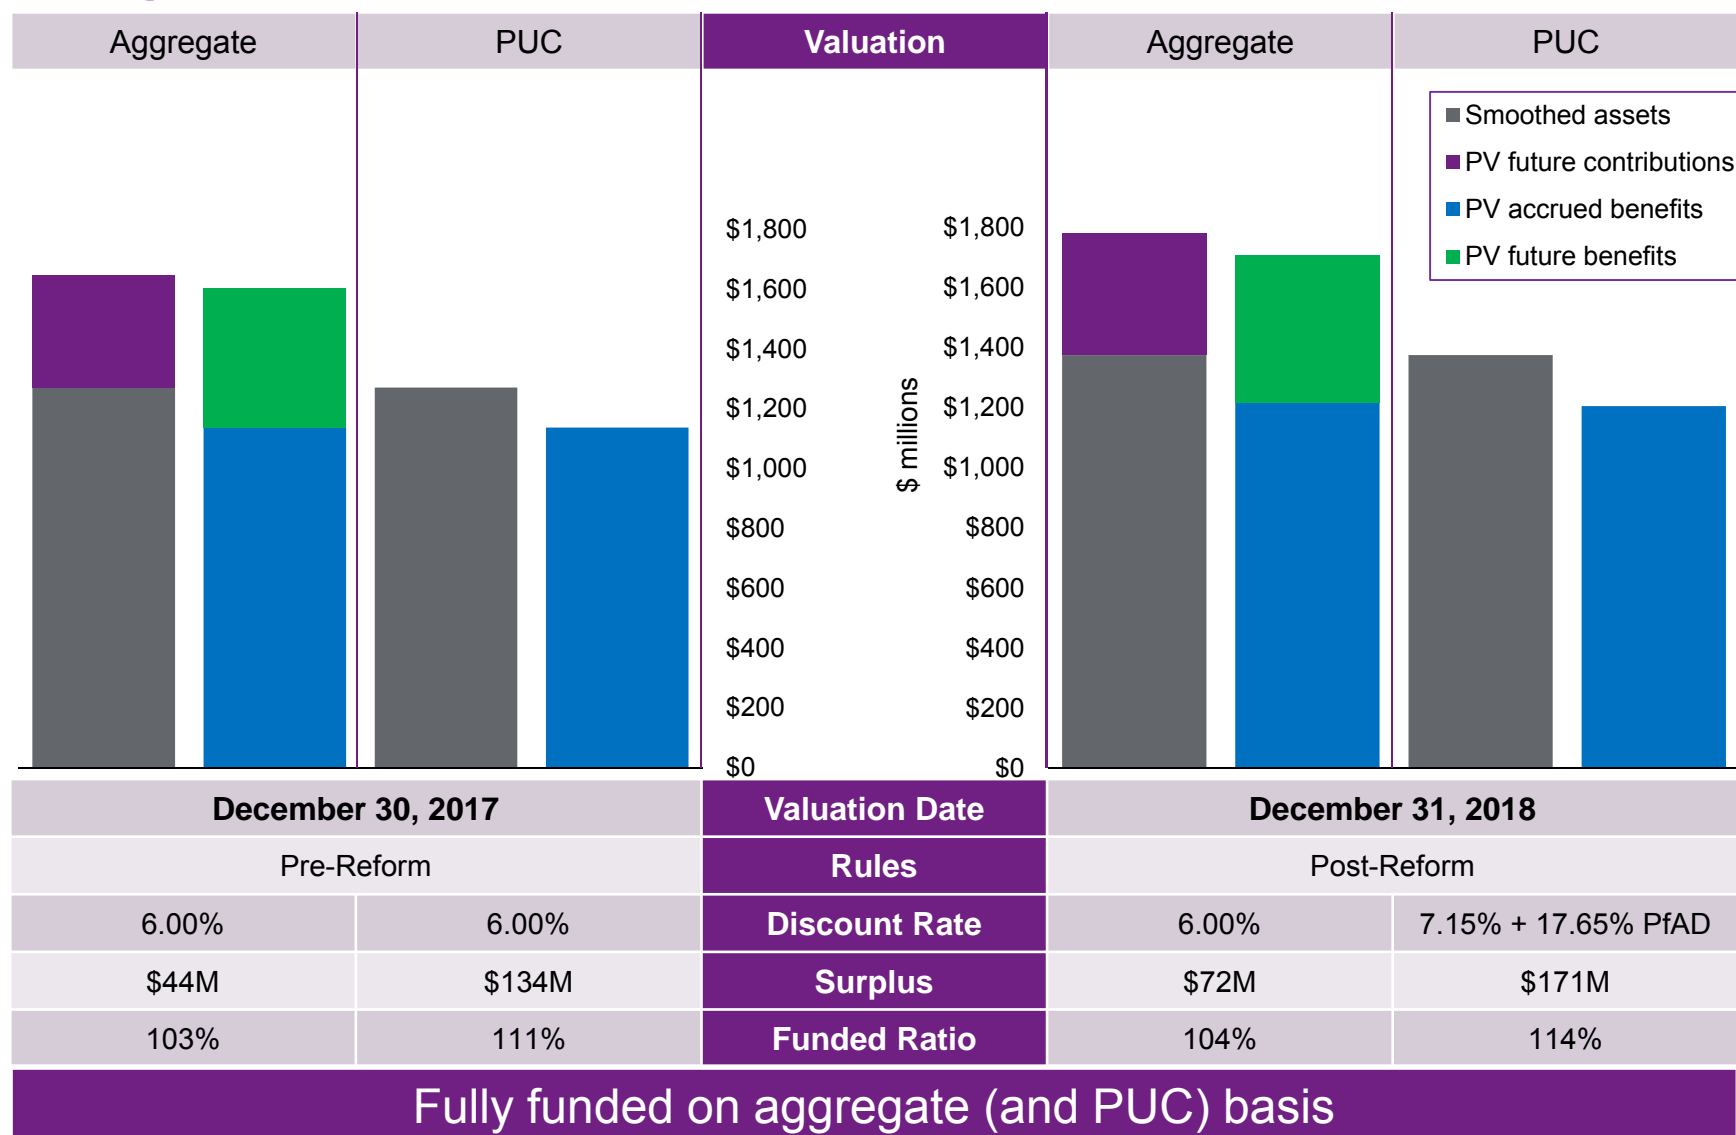 Aggregate PUC Valuation Aggregate PUC
Smoothed assets
PV future contributions
PV accrued benefits
PV future benefits
$1,800 $1,800
$1,600 $1,600
$1,400 $1,400
$1,200 $1,200
$1,000 $1,000
$800 $800
$600 $600
$400 $400
$200 $200
$0 $0
$ millions
December 30, 2017 Valuation Date December 31, 2018
Pre-Reform Rules Post-Reform
6.00% 6.00% Discount Rate 6.00% 7.15% + 17.65% PfAD
$44M $134M Surplus $72M $171M
103% 111% Funded Ratio 104% 114%
Fully funded on aggregate (and PUC) basis